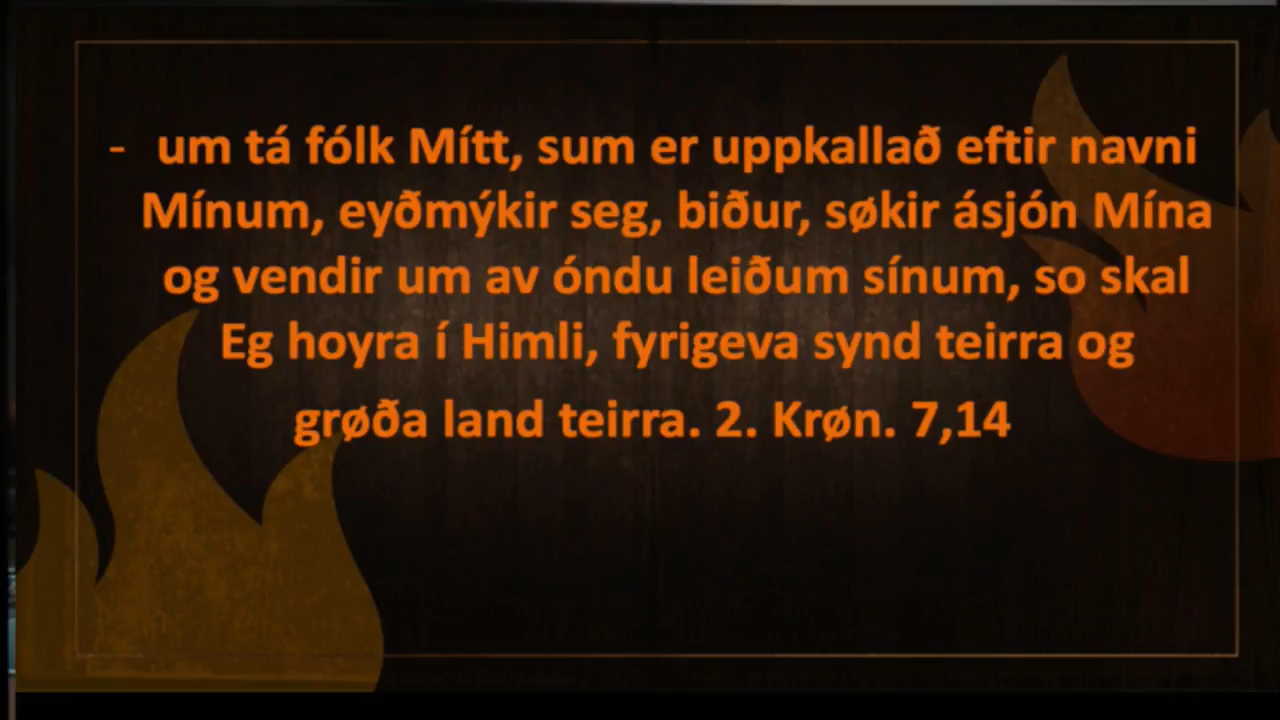 - um tá fólk Mítt, sum er uppkallað eftir navni
Mínum, eyðmýkir seg, biður, søkir ásjón Mína
og vendir um av óndu leiðum sínum, so skal
Eg hoyra í Himli, fyrigeva synd teirra og
grøða land teirra. 2. Krøn. 7,14